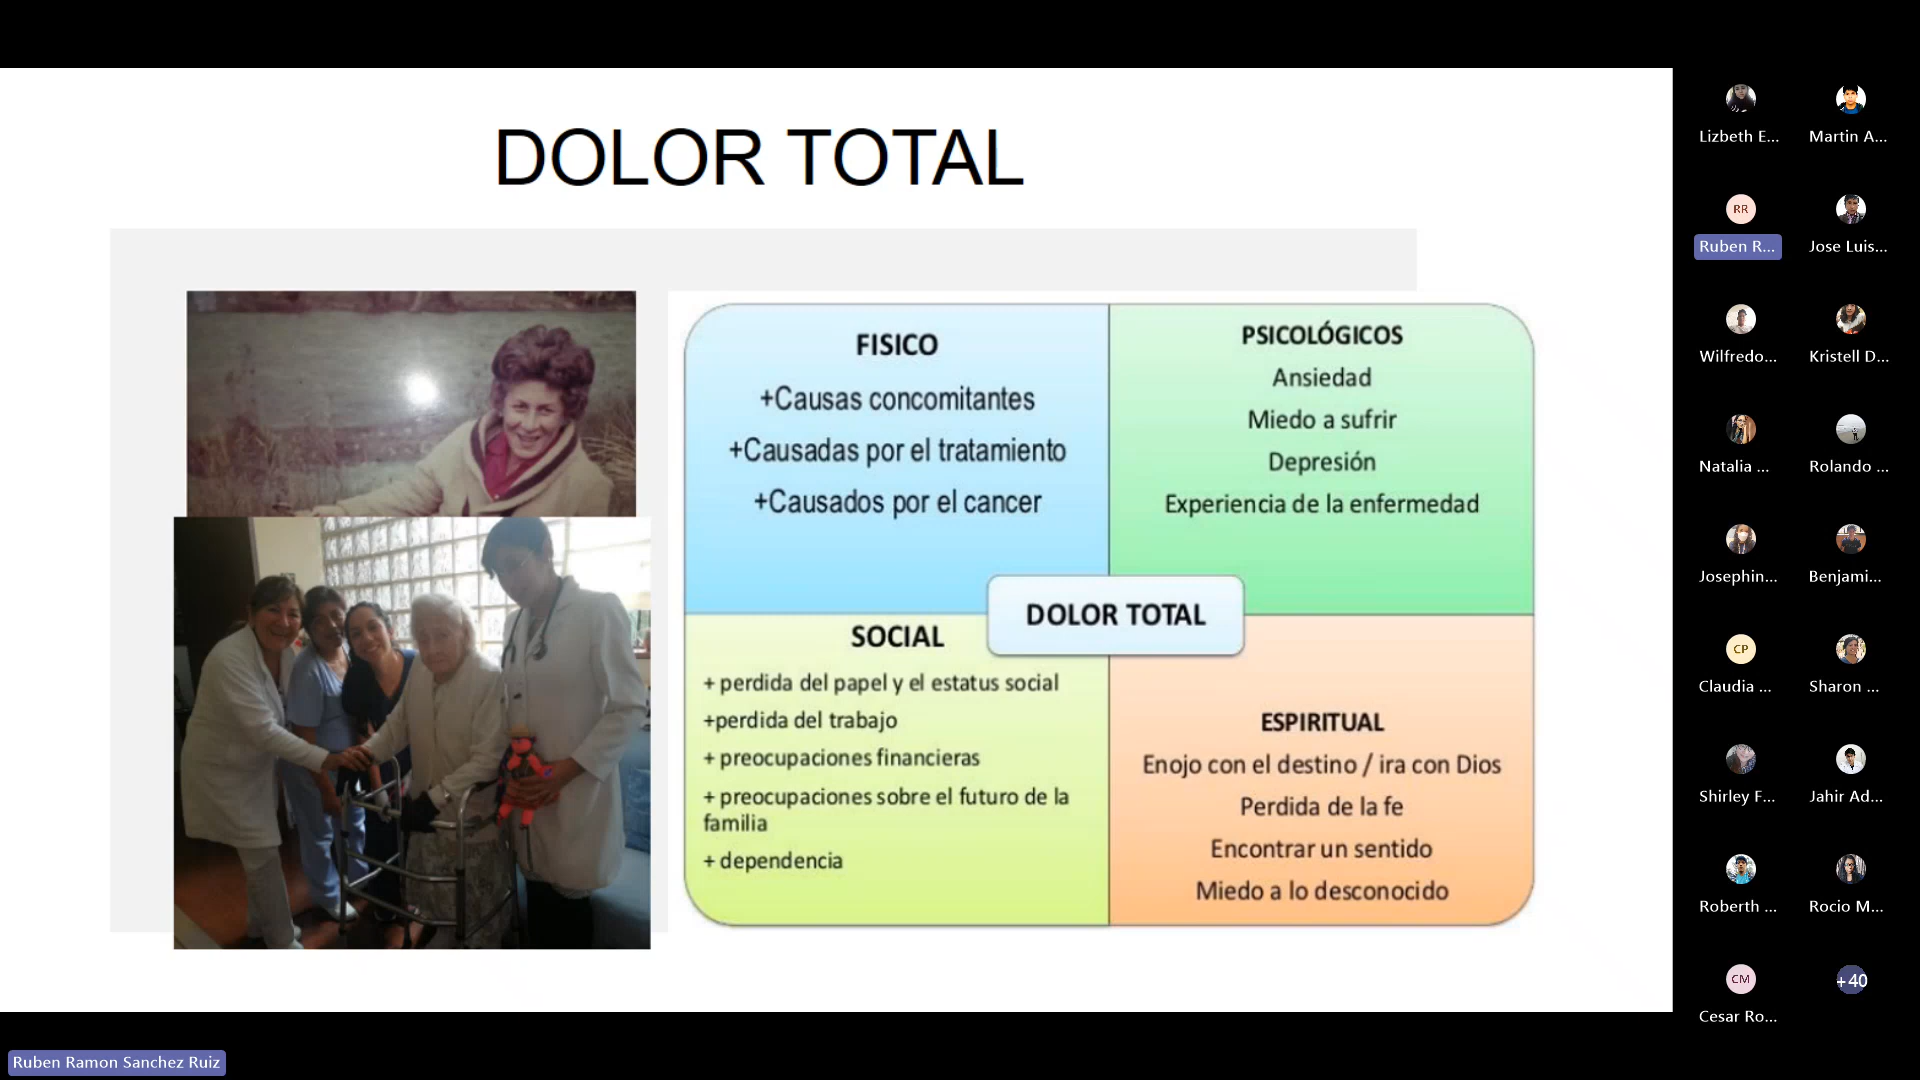 DOLOR TOTAL
FISICO
+Causas concomitantes
+Causadas por el tratamiento
+Causados por el cancer
PSICOLÓGICOS
Ansiedad
Miedo a sufrir
Depresión
Experiencia de la enfermedad
DOLOR TOTAL
SOCIAL
+ perdida del papel y el estatus social
+perdida del trabajo
+ preocupaciones financieras
+ preocupaciones sobre el futuro de la
familia
+ dependencia
ESPIRITUAL
Enojo con el destino / ira con Dios
Perdida de la fe
Encontrar un sentido
Miedo a lo desconocido
Lizbeth E...
Martin A...
RR
Ruben R...
Jose Luis...
Wilfredo...
Kristell D...
Natalia ...
Rolando ...
Josephin...
Benjami...
CP
Claudia ...
Sharon ...
Shirley F...
Jahir Ad...
Roberth ...
Rocio M...
CM
Cesar Ro...
+40
Ruben Ramon Sanchez Ruiz